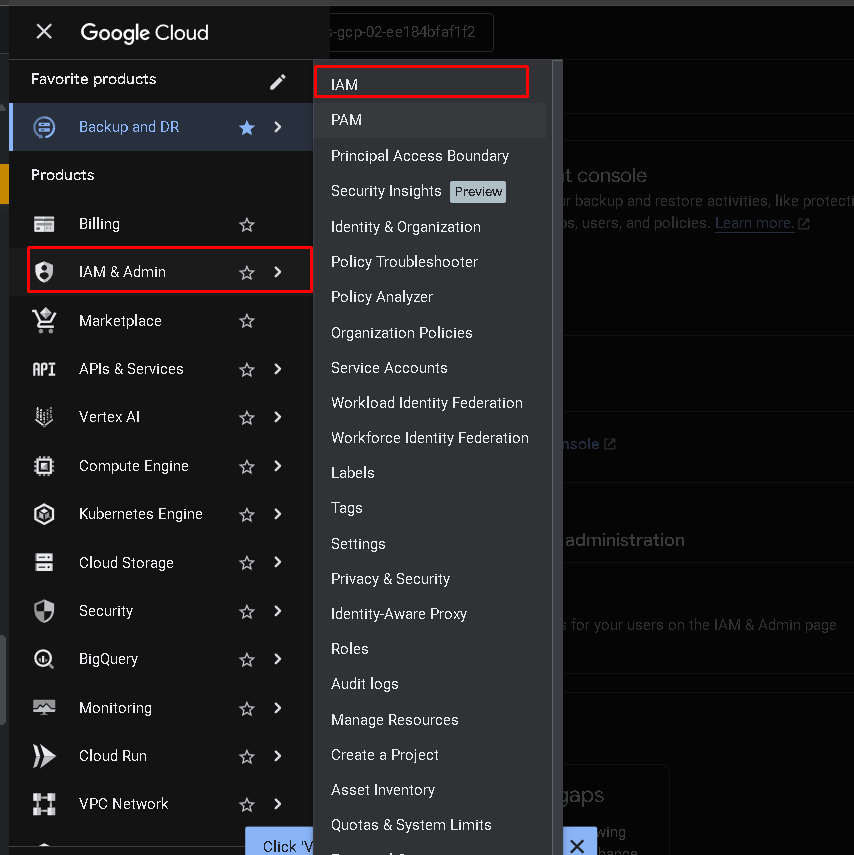 Google Cloud
s-gcp-02-ee184bfaf1f2
Favorite products
Backup and DR
Products
Billing
IAM & Admin
Marketplace
API APIs & Services
Vertex AI
Compute Engine
Kubernetes Engine
Cloud Storage
Security
BigQuery
Monitoring
Cloud Run
VPC Network
IAM
PAM
Principal Access Boundary
Security Insights Preview
Identity & Organization
Policy Troubleshooter
Policy Analyzer
Organization Policies
Service Accounts
Workload Identity Federation
Workforce Identity Federation
Labels
Tags
Settings
Privacy & Security
Identity-Aware Proxy
Roles
Audit logs
Manage Resources
Create a Project
Asset Inventory
Quotas & System Limits
t console
ur backup and restore activities, like protecti
os, users, and policies. Learn more.
nsole
administration
s for your users on the IAM & Admin page
gaps
wing
hance
Click 'V